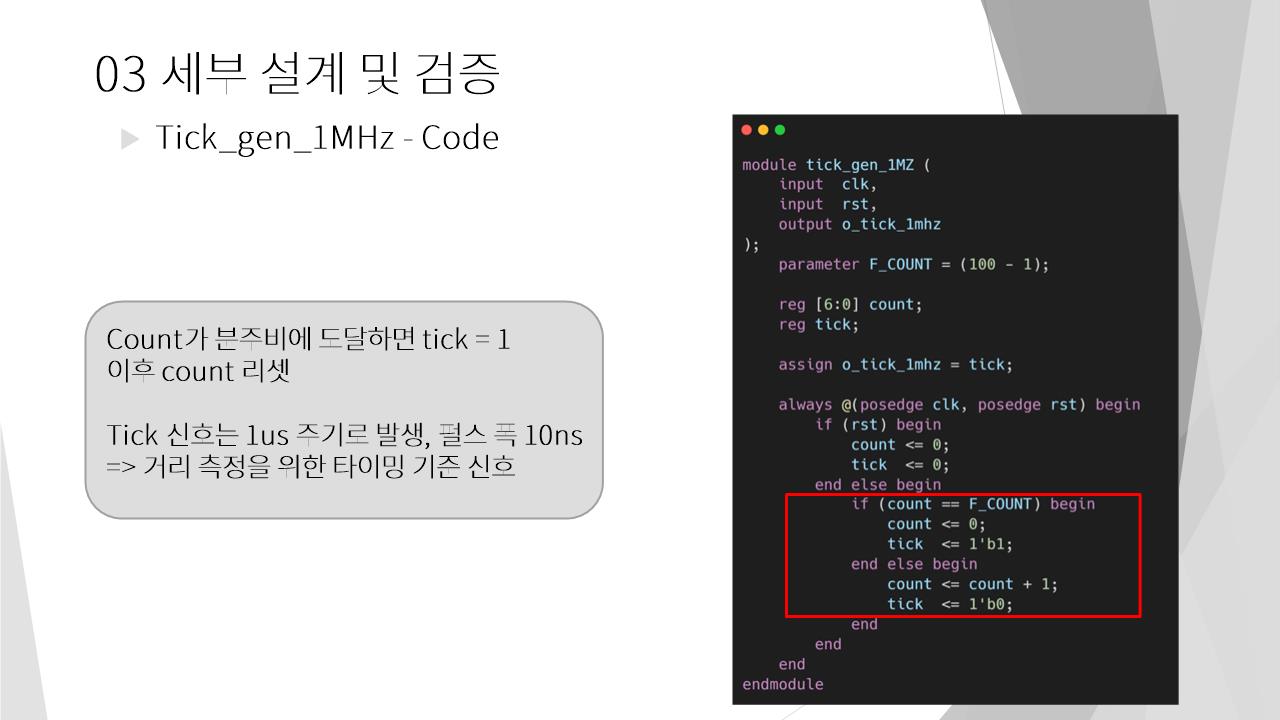 03 세부 설계 및 검증
Tick_gen_1MHz - Code
Count가 분주비에 도달하면 tick = 1
이후 count 리셋
Tick 신호는 1us 주기로 발생, 펄스 폭 10ns
=> 거리 측정을 위한 타이밍 기준 신호
module tick_gen_1MZ (
    input  clk,
    input  rst,
    output o_tick_1mhz
);
    parameter F_COUNT = (100 - 1);
    reg [6:0] count;
    reg tick;
    assign o_tick_1mhz = tick;
    always @(posedge clk, posedge rst) begin
        if (rst) begin
            count <= 0;
            tick  <= 0;
        end else begin
            if (count == F_COUNT) begin
                count <= 0;
                tick  <= 1'b1;
            end else begin
                count <= count + 1;
                tick  <= 1'b0;
            end
        end
    end
endmodule